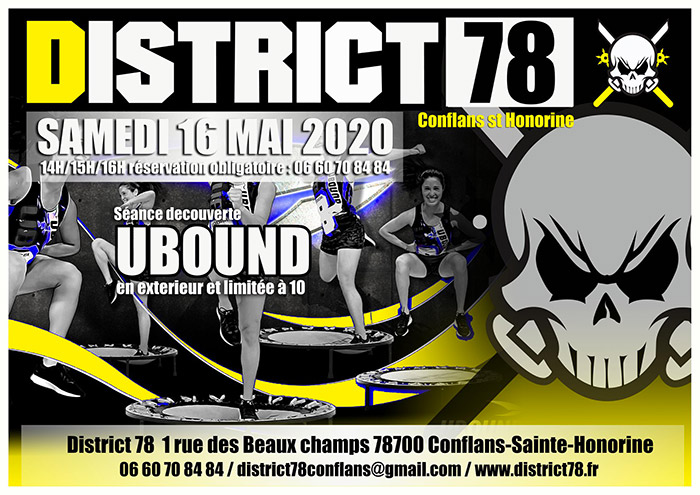 DISTRICT 78
Conflans st Honorine
SAMEDI 16 MAI 2020
14H/15H/16H réservation obligatoire : 06 60 70 84 84
Séance decouverte
UBOUND
en exterieur et limitée à 10
UBOUND
District 78 1 rue des Beaux champs 78700 Conflans-Sainte-Honorine
06 60 70 84 84 / district78conflans@gmail.com / www.district78.fr